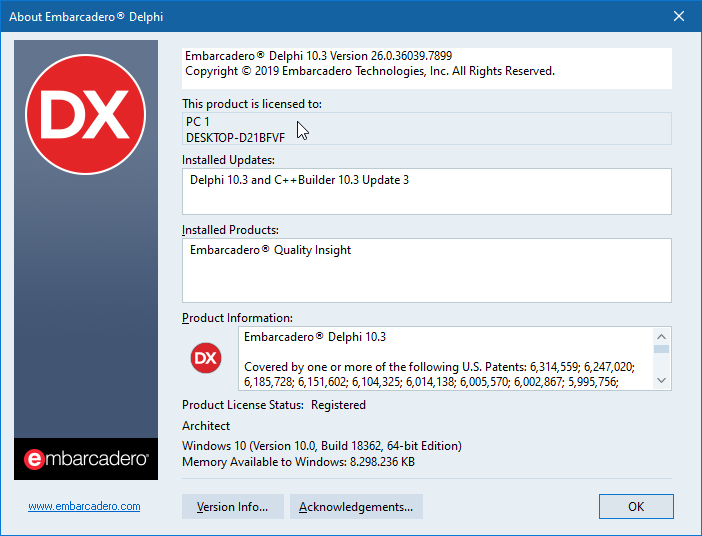 About Embarcadero® Delphi
DX
Embarcadero® Delphi 10.3 Version 26.0.36039.7899
Copyright © 2019 Embarcadero Technologies, Inc. All Rights Reserved.
This product is licensed to:
PC 1
DESKTOP-D21BFVF
Installed Updates:
Delphi 10.3 and C++Builder 10.3 Update 3
Installed Products:
Embarcadero® Quality Insight
Product Information:
DX
Embarcadero® Delphi 10.3
Covered by one or more of the following U.S. Patents: 6,314,559; 6,247,020;
6,185,728; 6,151,602; 6,104,325; 6,014,138; 6,005,570; 6,002,867; 5,995,756;
Product License Status: Registered
Architect
Windows 10 (Version 10.0, Build 18362, 64-bit Edition)
Memory Available to Windows: 8.298.236 KB
embarcadero®
www.embarcadero.com
Version Info...
Acknowledgements...
OK